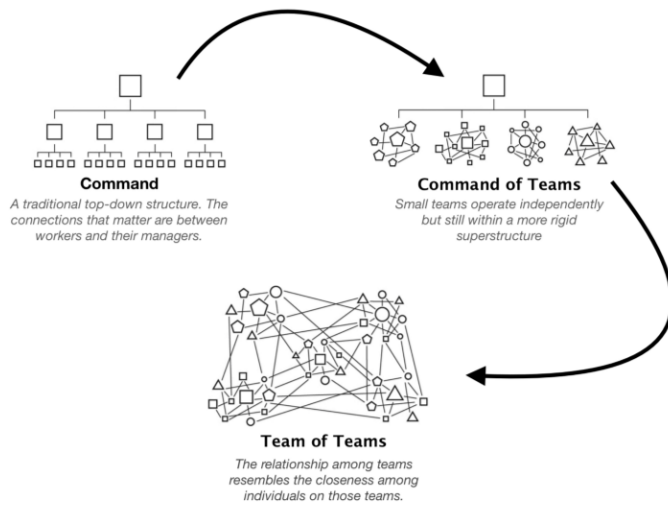 Command
A traditional top-down structure. The
connections that matter are between
workers and their managers.
Command of Teams
Small teams operate independently
but still within a more rigid
superstructure
Team of Teams
The relationship among teams
resembles the closeness among
individuals on those teams.